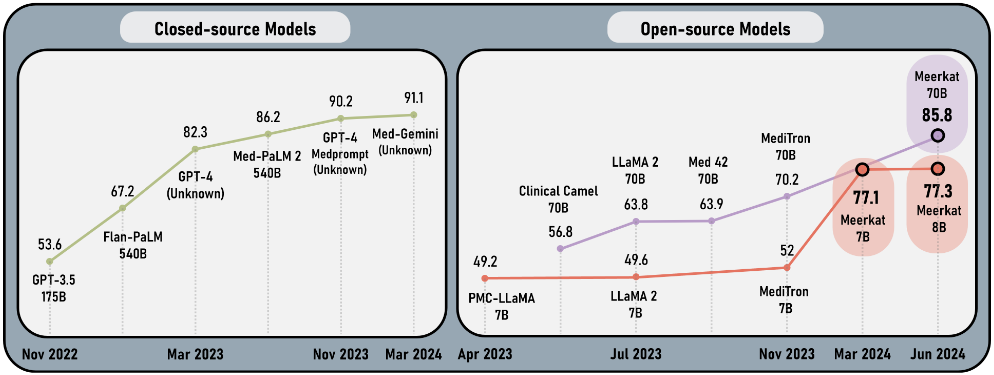 Closed-source Models
53.6
GPT-3.5
175B
67.2
Flan-PaLM
540B
82.3
GPT-4
(Unknown)
86.2
Med-PaLM 2
540B
90.2
GPT-4
Medprompt
(Unknown)
91.1
Med-Gemini
(Unknown)
Nov 2022
Mar 2023
Nov 2023
Mar 2024
Open-source Models
49.2
PMC-LLaMA
7B
Clinical Camel
70B
56.8
LLaMA 2
70B
63.8
49.6
LLaMA 2
7B
Med 42
70B
63.9
MediTron
70B
70.2
52
MediTron
7B
77.1
Meerkat
7B
Meerkat
70B
85.8
77.3
Meerkat
8B
Apr 2023
Jul 2023
Nov 2023
Mar 2024
Jun 2024